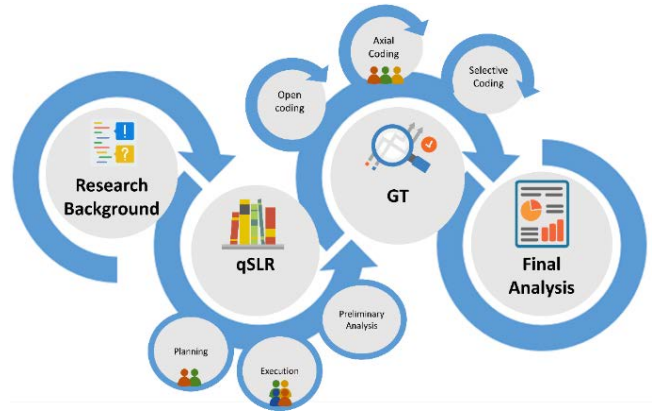 Research
Background
!
?
qSLR
Planning
Execution
Preliminary
Analysis
GT
Open
coding
Axial
Coding
Selective
Coding
Final
Analysis